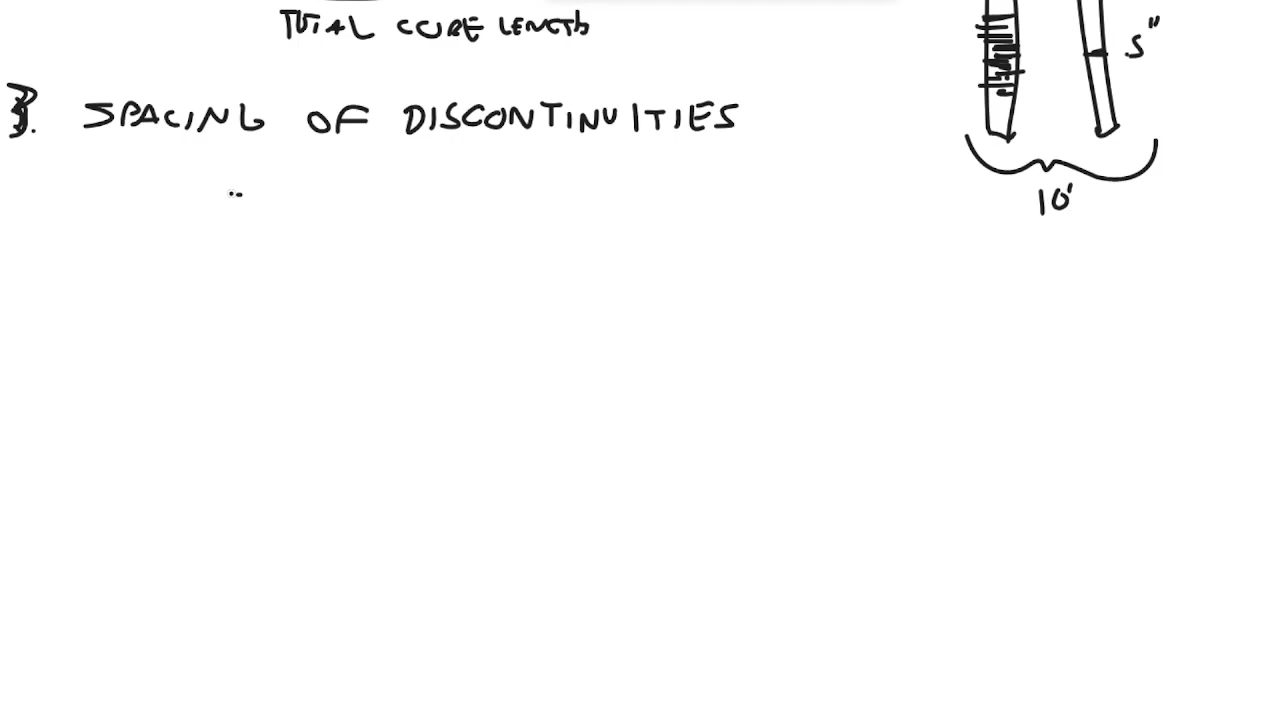 TOTAL CORE LENGTH
5"
3. SPACING OF DISCONTINUITIES
10'